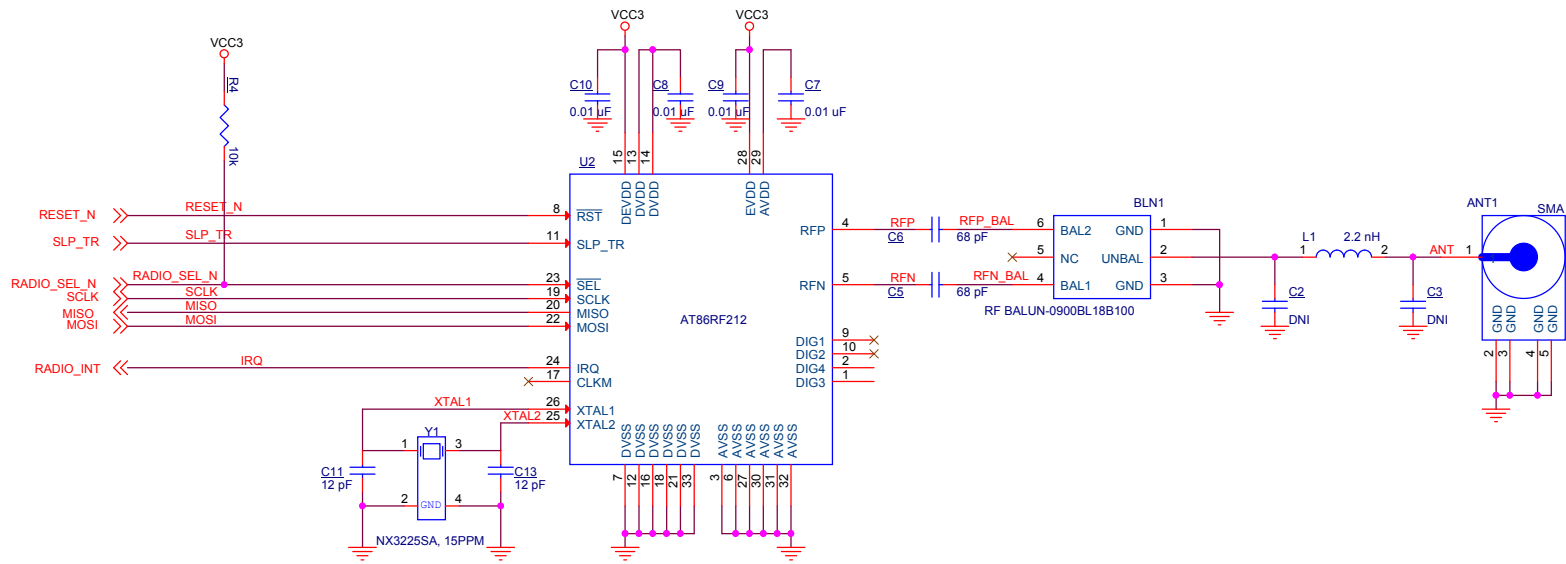 VCC3 VCC3
VCC3
R4
10k
C10 C8 C9 C7
0.01 uF 0.01 uF 0.01 uF 0.01 uF
U2
15 13 14 28 29
DEVDD DVDD DVDD EVDD AVDD
BLN1
ANT1 SMA
RESET_N RESET_N 8 RST
SLP_TR SLP_TR 11 SLP_TR
RADIO_SEL_N RADIO_SEL_N 23 SEL
SCLK SCLK 19 SCLK
MISO MISO 20 MISO
MOSI MOSI 22 MOSI
RADIO_INT IRQ 24 IRQ
17 CLKM
XTAL1 26 XTAL1
XTAL2 25 XTAL2
AT86RF212
RFP 4 RFP RFP_BAL 6 BAL2 GND 1
C6 68 pF
5 NC UNBAL 2
RFN 5 RFN RFN_BAL 4 BAL1 GND 3
C5 68 pF
RF BALUN-0900BL18B100
L1 2.2 nH
1 2 ANT 1 1
C2 C3
DNI DNI
GND GND GND GND
2 3 4 5
DIG1 9
DIG2 10
DIG4 2
DIG3 1
Y1
1 3
C11 C13
12 pF 12 pF
2 GND 4
NX3225SA, 15PPM
DVSS DVSS DVSS DVSS DVSS DVSS AVSS AVSS AVSS AVSS AVSS AVSS
7 12 16 18 21 33 3 6 27 30 31 32